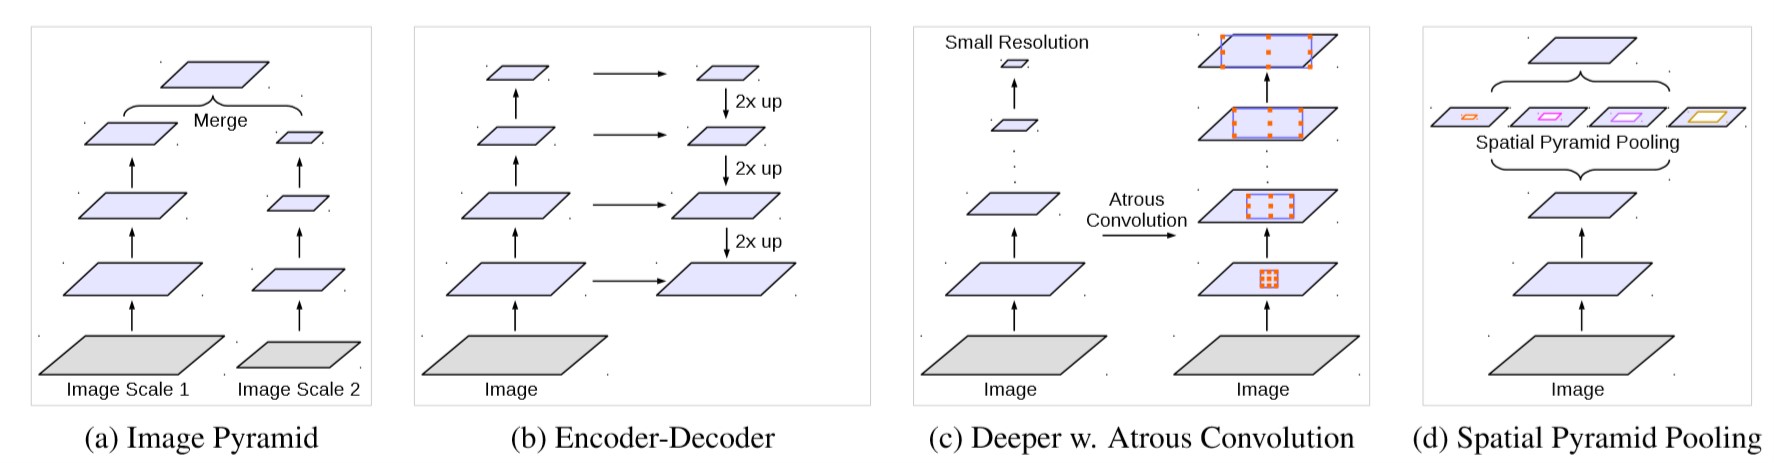 Merge
Image Scale 1
Image Scale 2
(a) Image Pyramid
2x up
2x up
2x up
Image
(b) Encoder-Decoder
Small Resolution
Atrous
Convolution
Image
Image
(c) Deeper w. Atrous Convolution
Spatial Pyramid Pooling
Image
(d) Spatial Pyramid Pooling